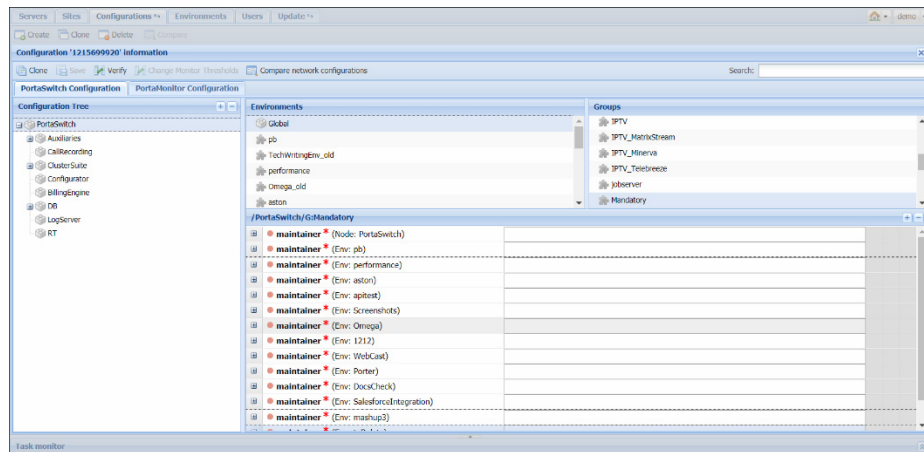 Servers Sites Configurations Environments Users Update demo
Create Clone Delete Compare
Configuration '1215699920' Information
Clone Save Verify Change Monitor Thresholds Compare network configurations Search:
PortaSwitch Configuration PortaMonitor Configuration
Configuration Tree Environments Groups
PortaSwitch
Auxiliaries
CallRecording
ClusterSuite
Configurator
BillingEngine
DB
LogServer
RT
Global
pb
TechWritingEnv_old
performance
Omega_old
aston
IPTV
IPTV_MatrixStream
IPTV_Minerva
IPTV_Telebreeze
jobserver
Mandatory
/PortaSwitch/G:Mandatory
maintainer * (Node: PortaSwitch)
maintainer * (Env: pb)
maintainer * (Env: performance)
maintainer * (Env: aston)
maintainer * (Env: apitest)
maintainer * (Env: Screenshots)
maintainer * (Env: Omega)
maintainer * (Env: 1212)
maintainer * (Env: WebCast)
maintainer * (Env: Porter)
maintainer * (Env: DocsCheck)
maintainer * (Env: SalesforceIntegration)
maintainer * (Env: mashup3)
Task monitor